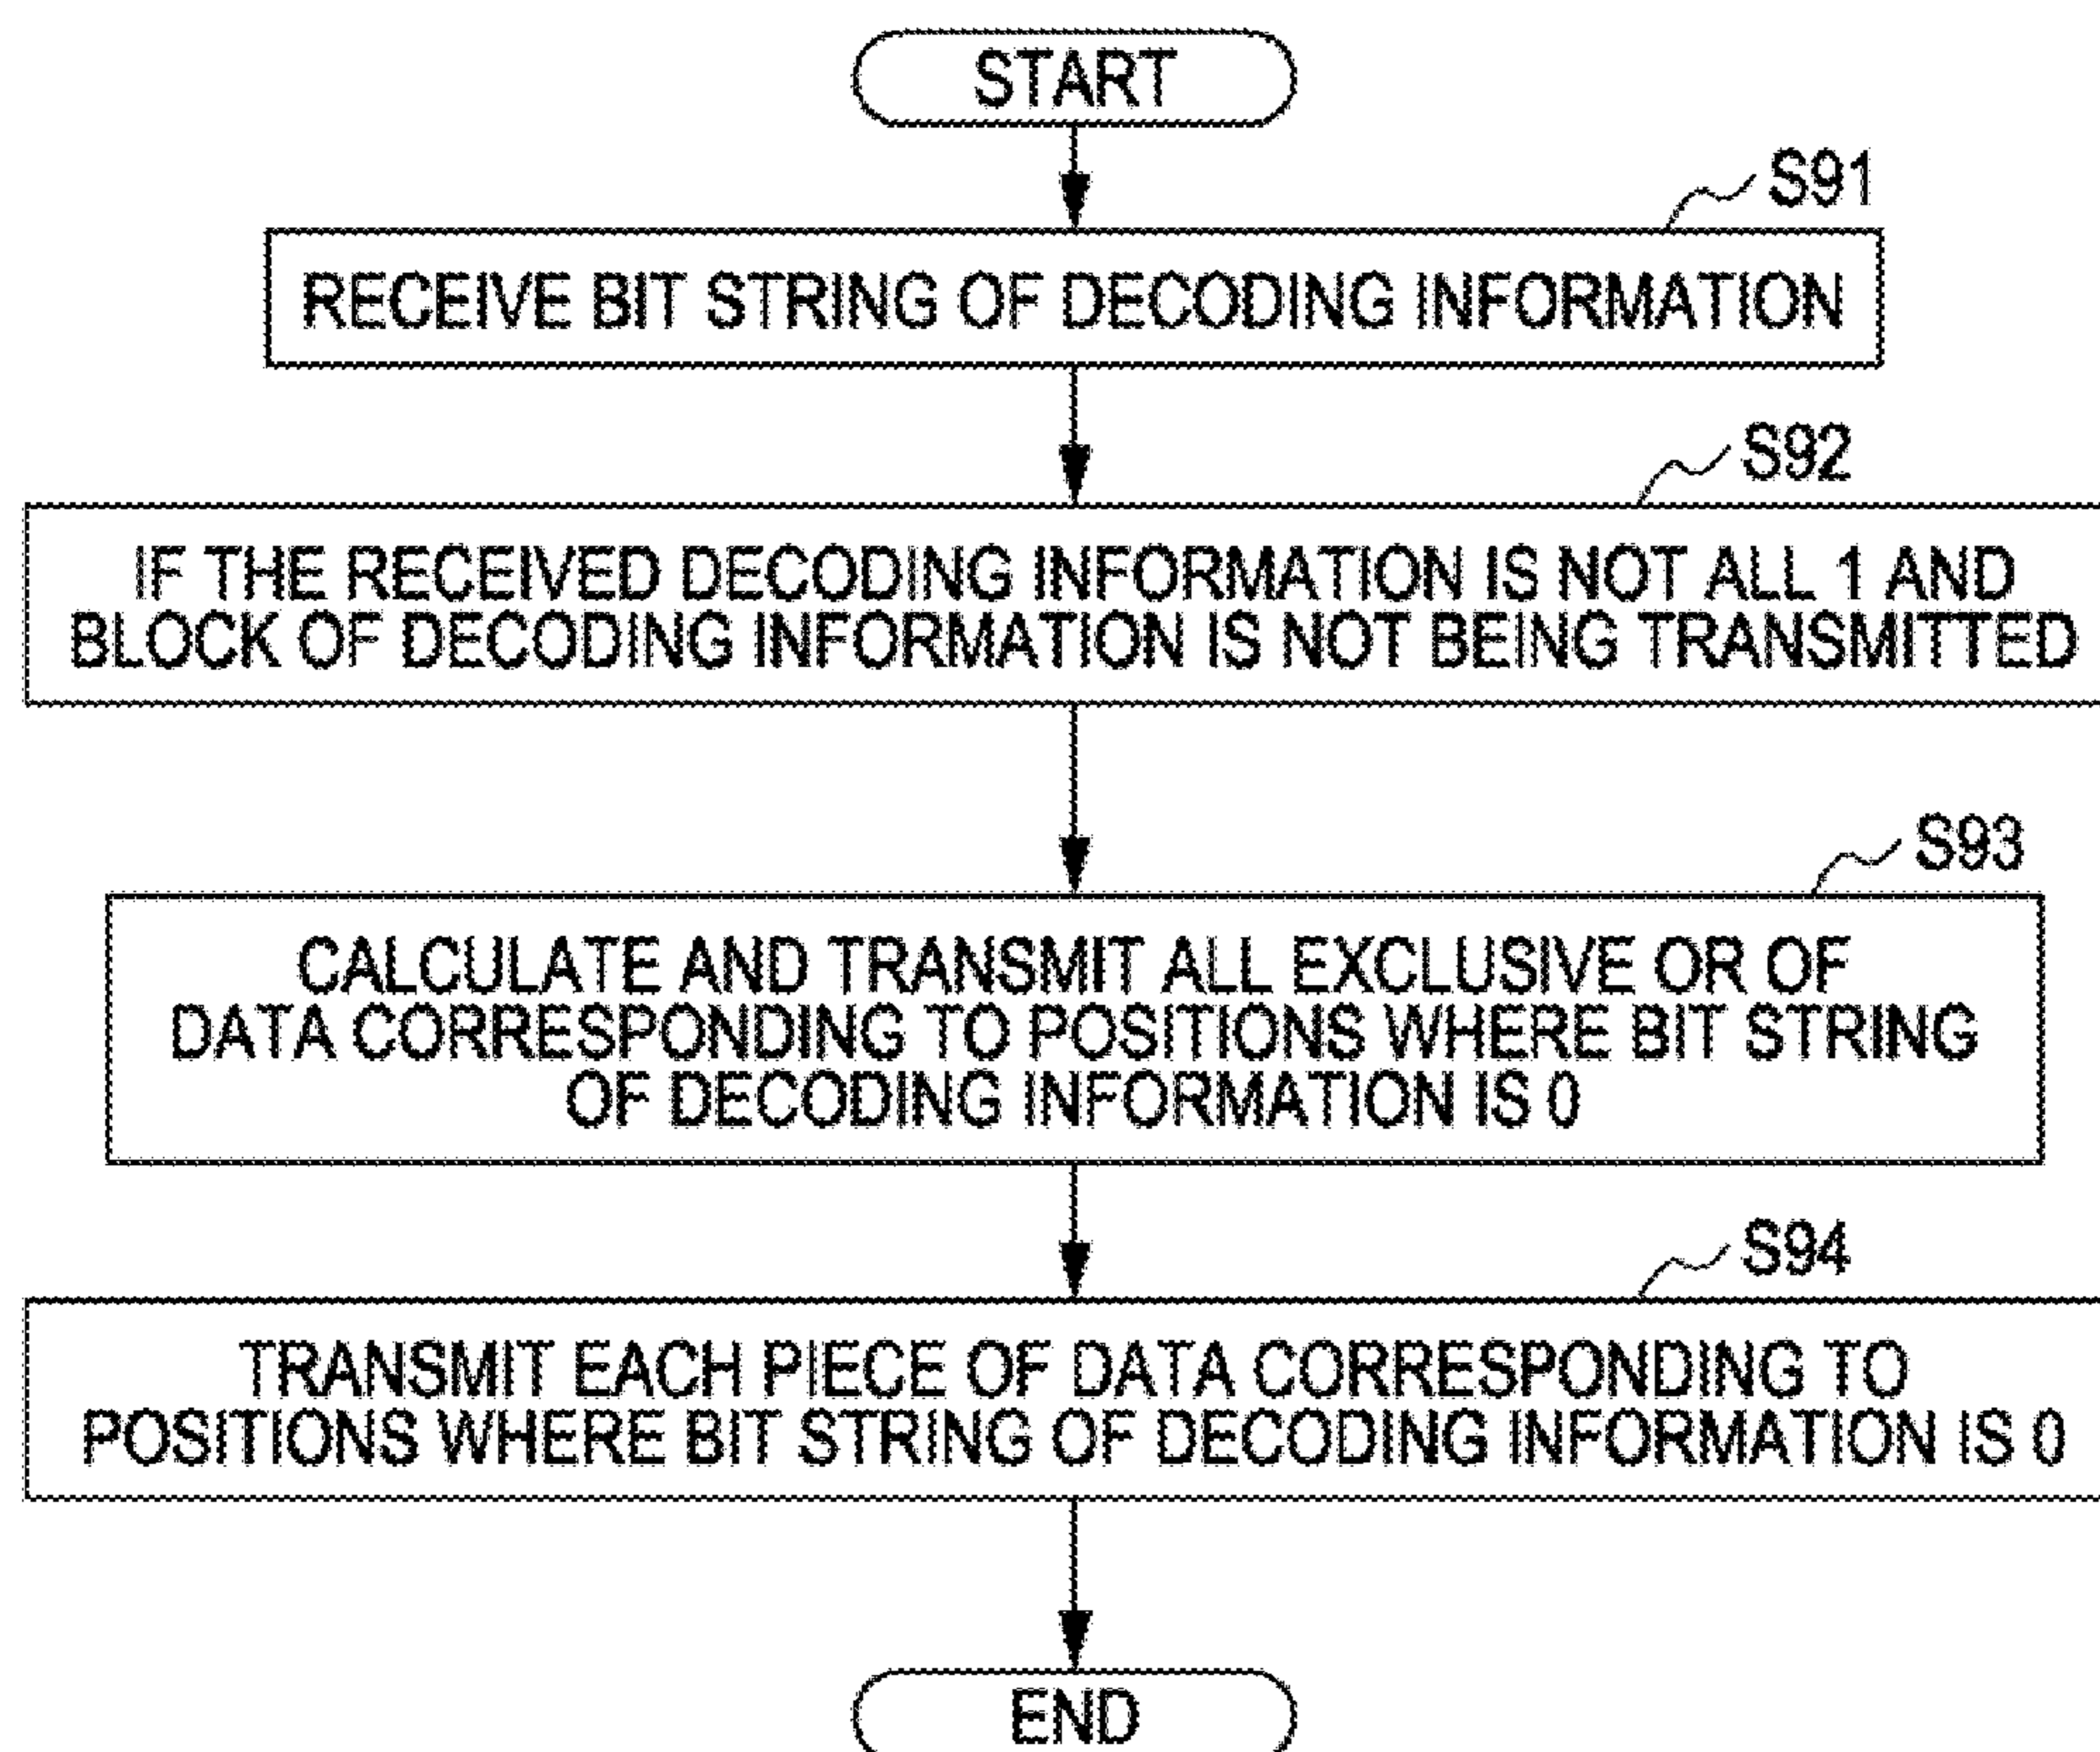 START
S91
RECEIVE BIT STRING OF DECODING INFORMATION
S92
IF THE RECEIVED DECODING INFORMATION IS NOT ALL 1 AND
BLOCK OF DECODING INFORMATION IS NOT BEING TRANSMITTED
S93
CALCULATE AND TRANSMIT ALL EXCLUSIVE OR OF
DATA CORRESPONDING TO POSITIONS WHERE BIT STRING
OF DECODING INFORMATION IS 0
S94
TRANSMIT EACH PIECE OF DATA CORRESPONDING TO
POSITIONS WHERE BIT STRING OF DECODING INFORMATION IS 0
END